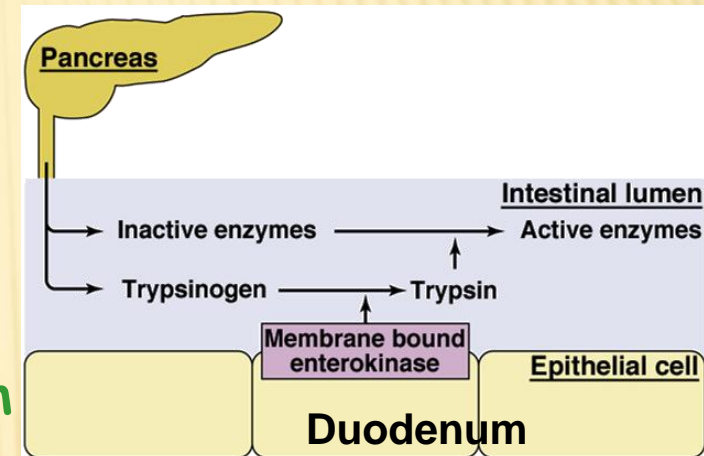 Pancreas
Intestinal lumen
Inactive enzymes
Active enzymes
Trypsinogen
Trypsin
Membrane bound
enterokinase
Epithelial cell
Duodenum